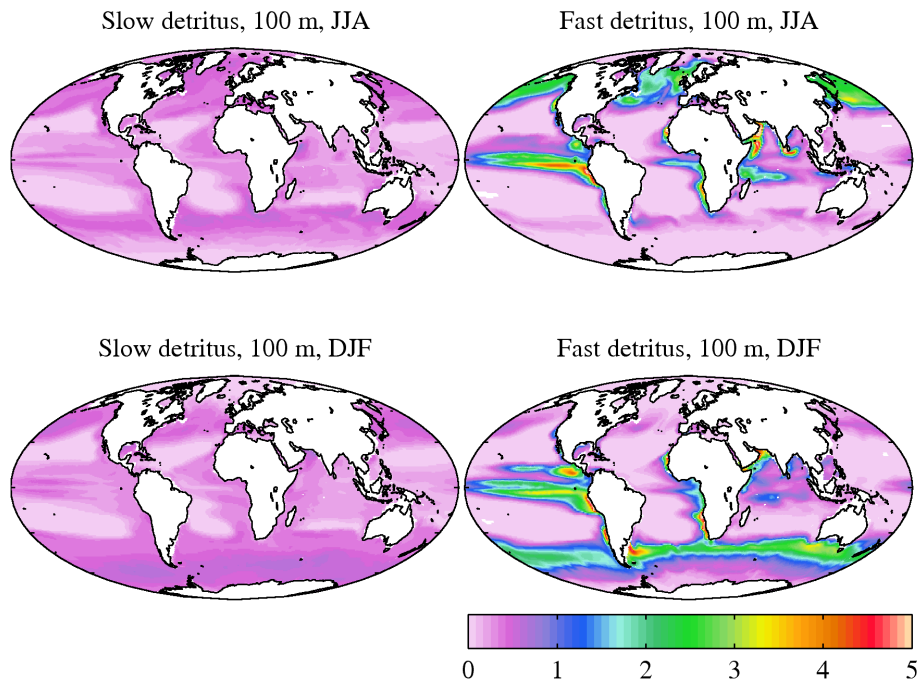 Slow detritus, 100 m, JJA
Fast detritus, 100 m, JJA
Slow detritus, 100 m, DJF
Fast detritus, 100 m, DJF
0 1 2 3 4 5